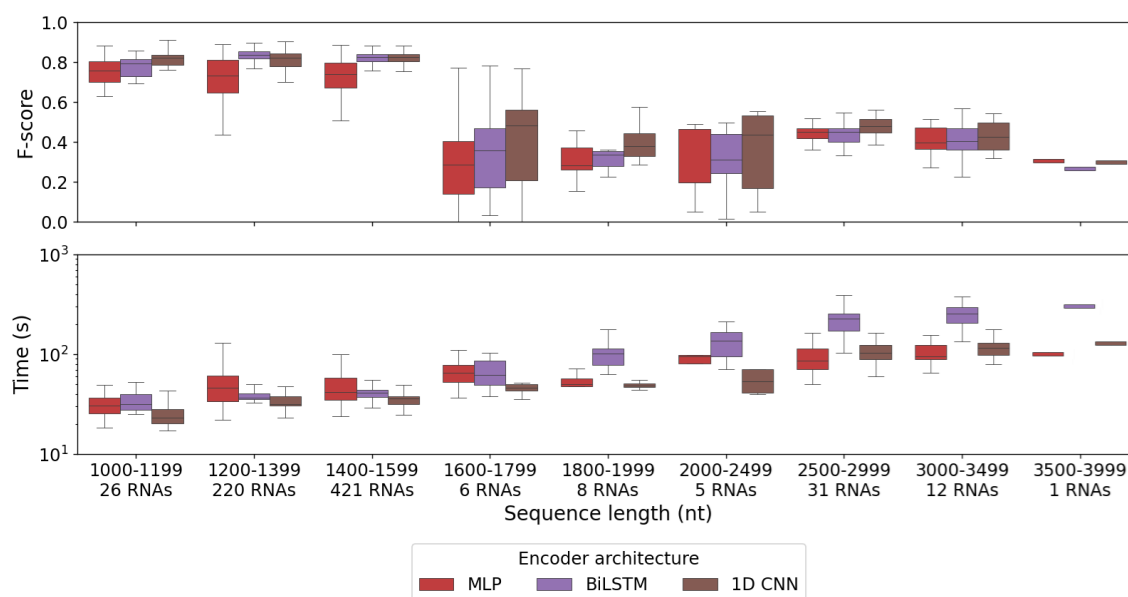 1.0
0.8
0.6
0.4
0.2
0.0
F-score
10³
10²
10¹
Time (s)
1000-1199 1200-1399 1400-1599 1600-1799 1800-1999 2000-2499 2500-2999 3000-3499 3500-3999
26 RNAs 220 RNAs 421 RNAs 6 RNAs 8 RNAs 5 RNAs 31 RNAs 12 RNAs 1 RNAs
Sequence length (nt)
Encoder architecture
MLP BiLSTM 1D CNN